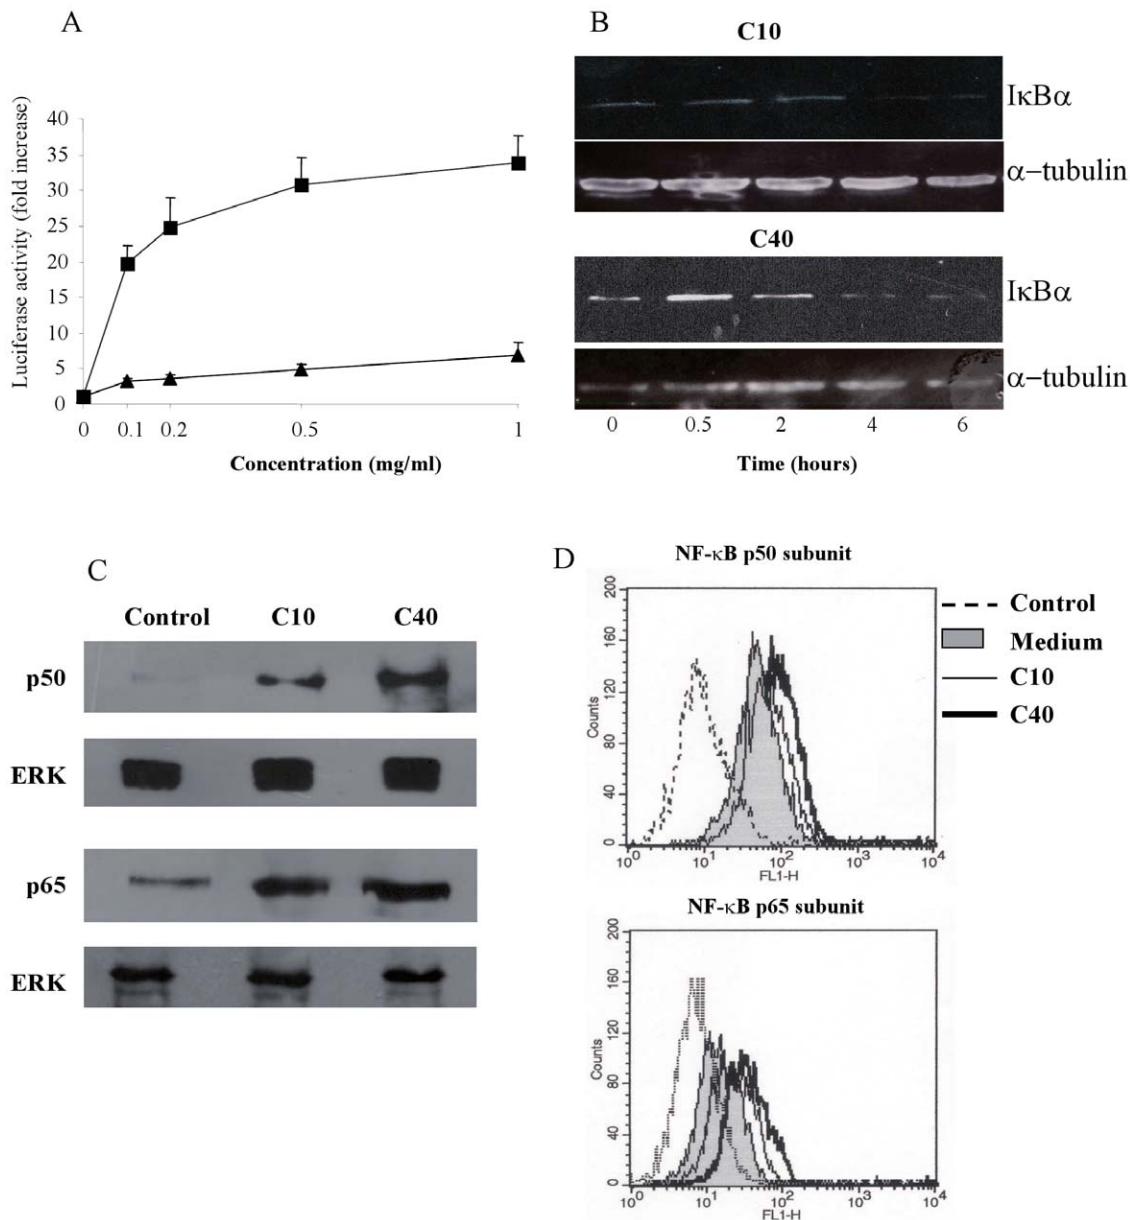 A
Luciferase activity (fold increase)
40
35
30
25
20
15
10
5
0
0 0.1 0.2 0.5 1
Concentration (mg/ml)
B
C10
IκBα
α−tubulin
C40
IκBα
α−tubulin
0 0.5 2 4 6
Time (hours)
C
Control C10 C40
p50
ERK
p65
ERK
D
NF-κB p50 subunit
Counts
200
160
120
80
40
0
10⁰ 10¹ 10² 10³ 10⁴
FL1-H
Control
Medium
C10
C40
NF-κB p65 subunit
Counts
200
160
120
80
40
0
10⁰ 10¹ 10² 10³ 10⁴
FL1-H